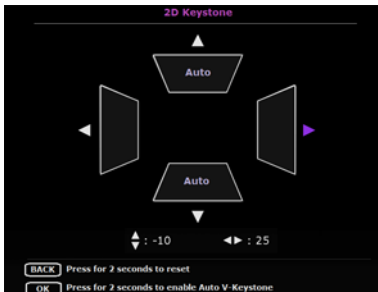 2D Keystone
Auto
Auto
: -10 : 25
BACK Press for 2 seconds to reset
OK Press for 2 seconds to enable Auto V-Keystone